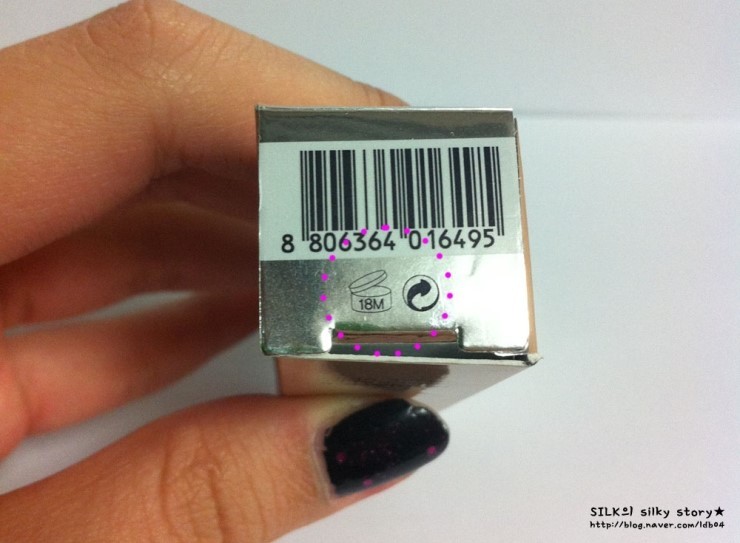 8 806364 016495
18M
SILK의 silky story★
http://blog.naver.com/ldb04